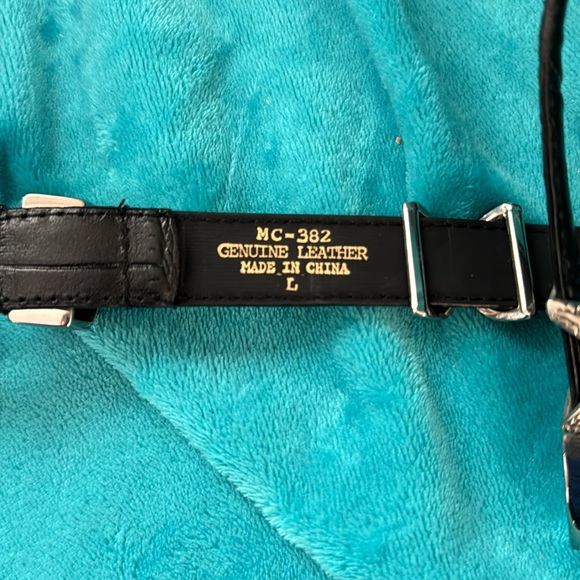 MC-382
GENUINE LEATHER
MADE IN CHINA
L